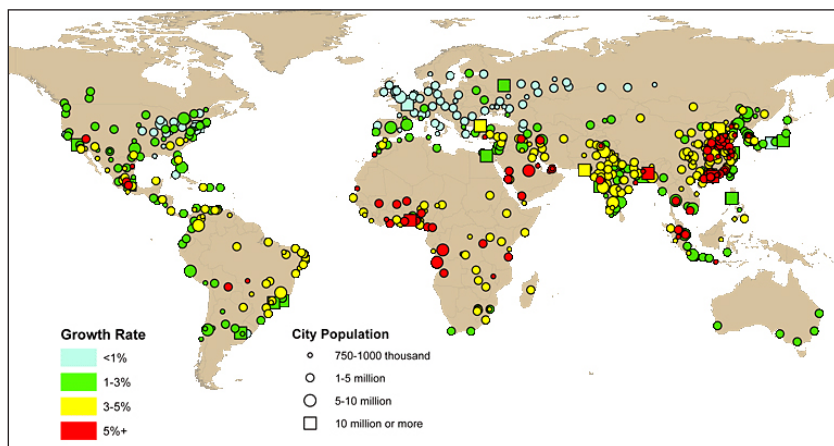 Growth Rate
<1%
1-3%
3-5%
5%+
City Population
750-1000 thousand
1-5 million
5-10 million
10 million or more